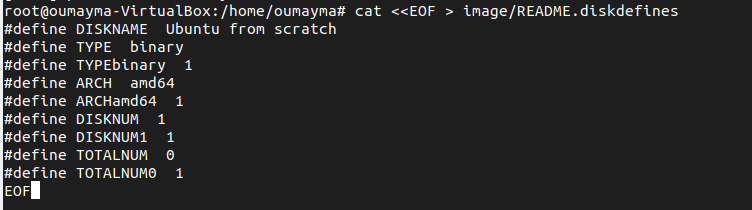 root@oumayma-VirtualBox:/home/oumayma# cat <<EOF > image/README.diskdefines
#define DISKNAME  Ubuntu from scratch
#define TYPE  binary
#define TYPEbinary  1
#define ARCH  amd64
#define ARCHamd64  1
#define DISKNUM  1
#define DISKNUM1  1
#define TOTALNUM  0
#define TOTALNUM0  1
EOF